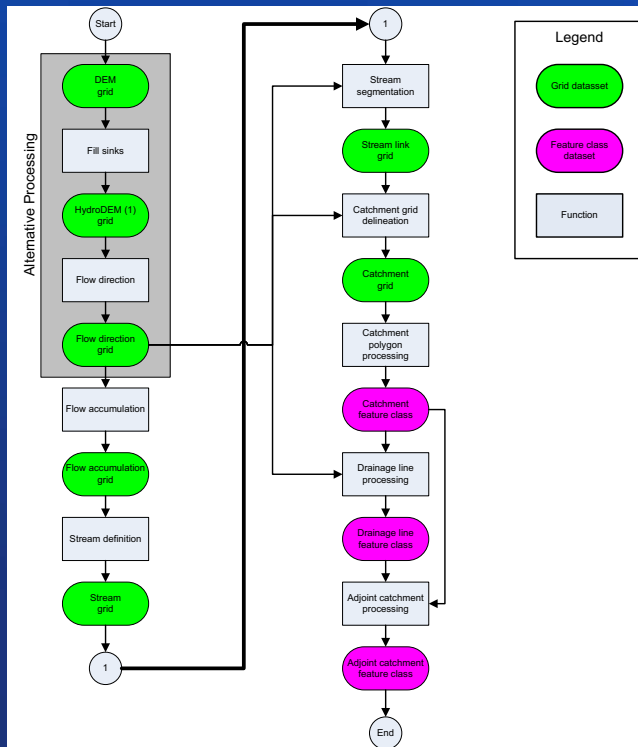 Start
Alternative Processing
DEM
grid
Fill sinks
HydroDEM (1)
grid
Flow direction
Flow direction
grid
Flow accumulation
Flow accumulation
grid
Stream definition
Stream
grid
1
1
Stream
segmentation
Stream link
grid
Catchment grid
delineation
Catchment
grid
Catchment
polygon
processing
Catchment
feature class
Drainage line
processing
Drainage line
feature class
Adjoint catchment
processing
Adjoint catchment
feature class
End
Legend
Grid dataset
Feature class
dataset
Function